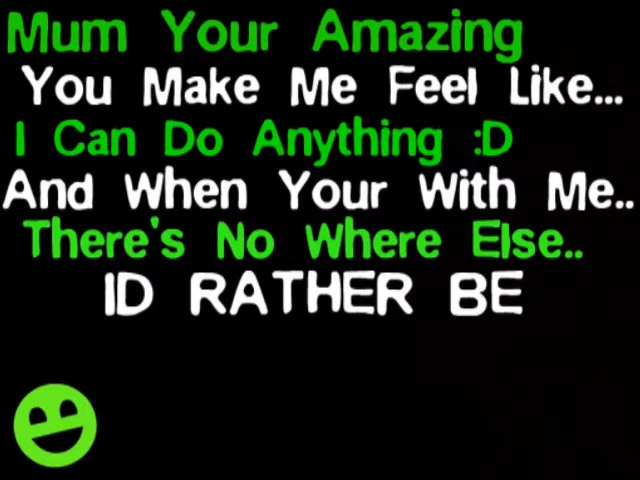 Mum Your Amazing
You Make Me Feel Like...
I Can Do Anything :D
And When Your With Me..
There's No Where Else..
ID RATHER BE